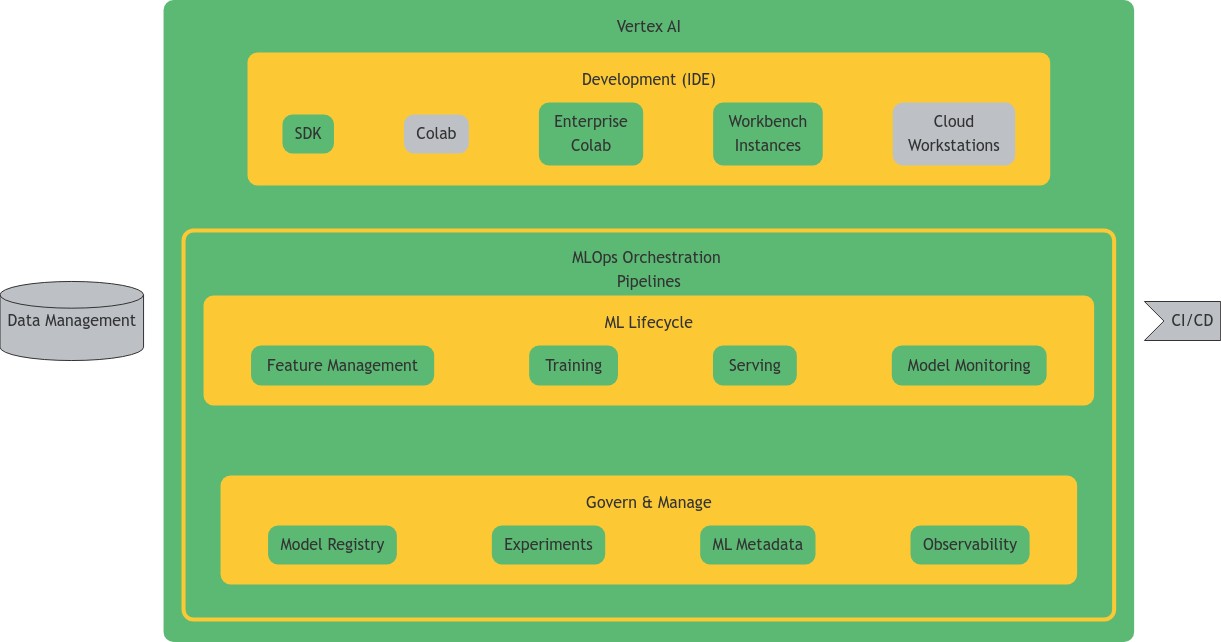 Vertex AI
Development (IDE)
SDK
Colab
Enterprise
Colab
Workbench
Instances
Cloud
Workstations
MLOps Orchestration
Pipelines
ML Lifecycle
Feature Management
Training
Serving
Model Monitoring
Govern & Manage
Model Registry
Experiments
ML Metadata
Observability
Data Management
CI/CD